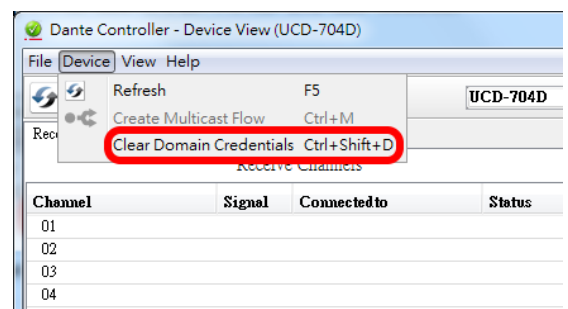 Dante Controller - Device View (UCD-704D)
File Device View Help
Refresh F5
UCD-704D
Create Multicast Flow Ctrl+M
Clear Domain Credentials Ctrl+Shift+D
Receive Channels
Channel Signal Connected to Status
01
02
03
04